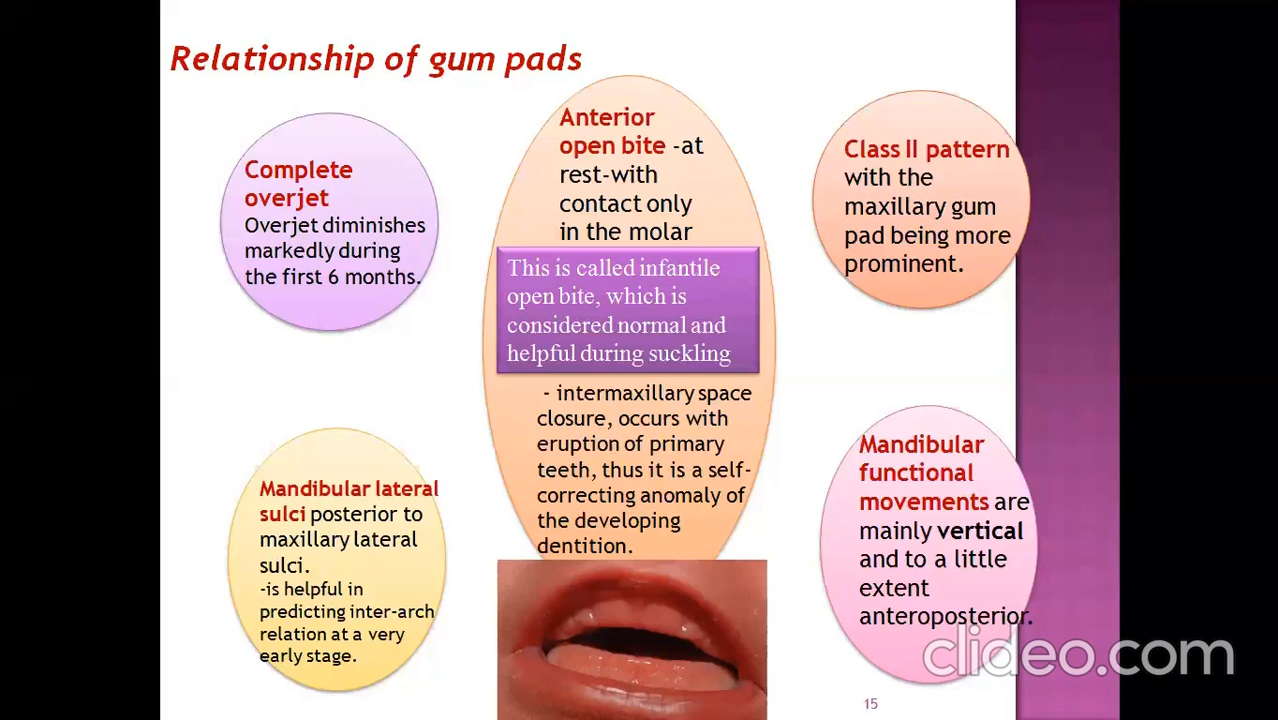 Relationship of gum pads
Complete
overjet
Overjet diminishes
markedly during
the first 6 months.
Anterior
open bite -at
rest-with
contact only
in the molar
This is called infantile
open bite, which is
considered normal and
helpful during suckling
- intermaxillary space
closure, occurs with
eruption of primary
teeth, thus it is a self-
correcting anomaly of
the developing
dentition.
Class II pattern
with the
maxillary gum
pad being more
prominent.
Mandibular lateral
sulci posterior to
maxillary lateral
sulci.
-is helpful in
predicting inter-arch
relation at a very
early stage.
Mandibular
functional
movements are
mainly vertical
and to a little
extent
anteroposterior.
clideo.com
15